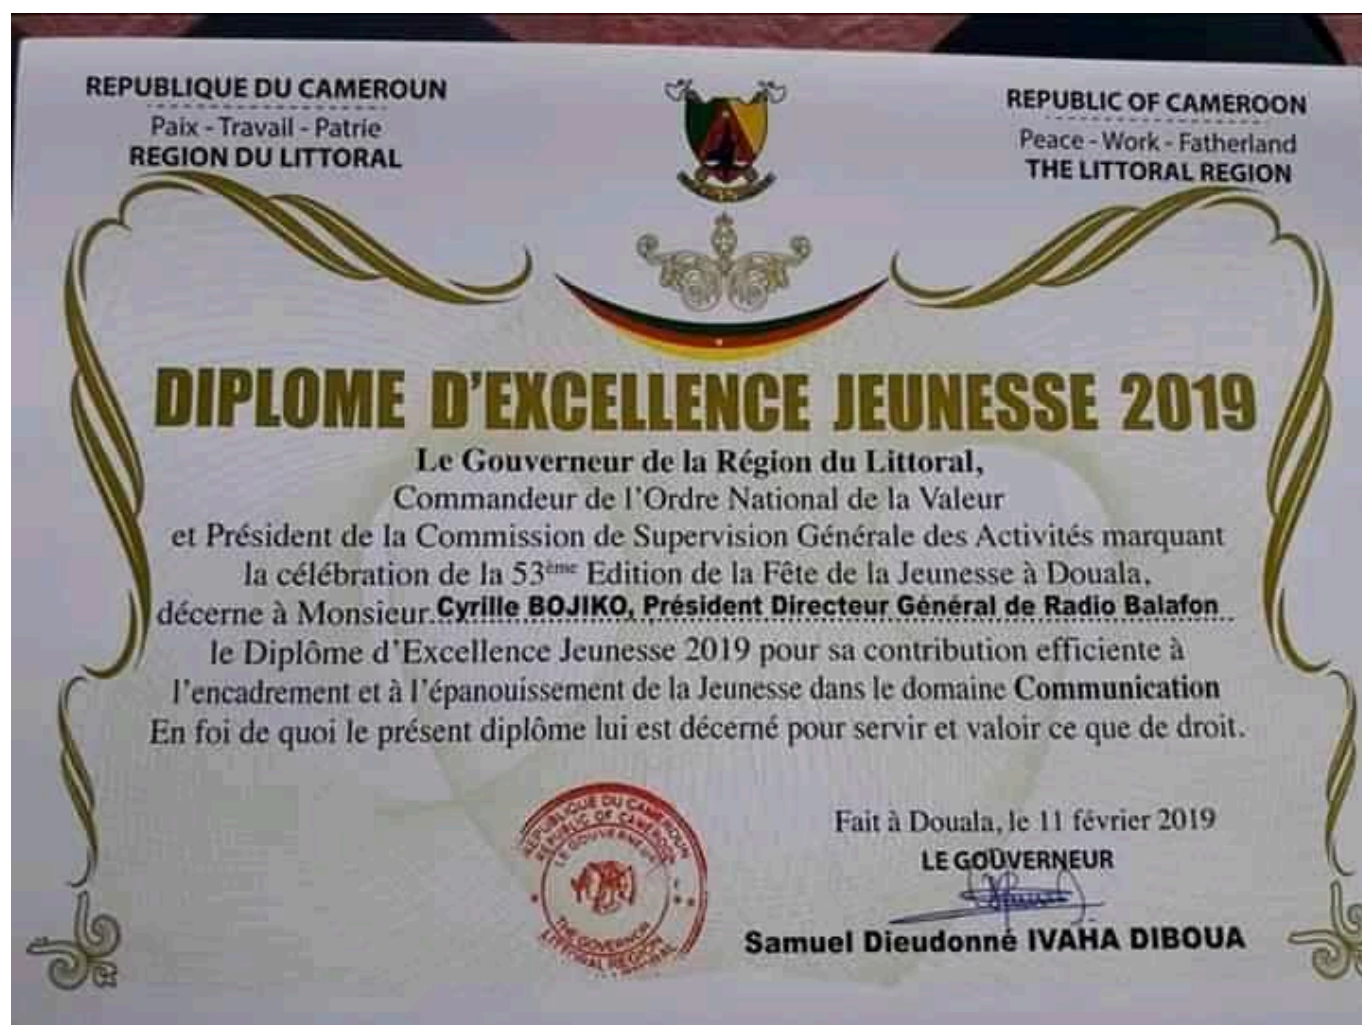 REPUBLIQUE DU CAMEROUN
Paix - Travail - Patrie
REGION DU LITTORAL
REPUBLIC OF CAMEROON
Peace - Work - Fatherland
THE LITTORAL REGION
DIPLOME D'EXCELLENCE JEUNESSE 2019
Le Gouverneur de la Région du Littoral,
Commandeur de l'Ordre National de la Valeur
et Président de la Commission de Supervision Générale des Activités marquant
la célébration de la 53ème Edition de la Fête de la Jeunesse à Douala,
décerne à Monsieur Cyrille BOJIKO, Président Directeur Général de Radio Balafon
le Diplôme d'Excellence Jeunesse 2019 pour sa contribution efficiente à
l'encadrement et à l'épanouissement de la Jeunesse dans le domaine Communication
En foi de quoi le présent diplôme lui est décerné pour servir et valoir ce que de droit.
REPUBLIQUE DU CAMEROUN
REPUBLIC OF CAMEROON
LE GOUVERNEUR
THE GOVERNOR
LITTORAL REGION
Fait à Douala, le 11 février 2019
LE GOUVERNEUR
Samuel Dieudonné IVAHA DIBOUA